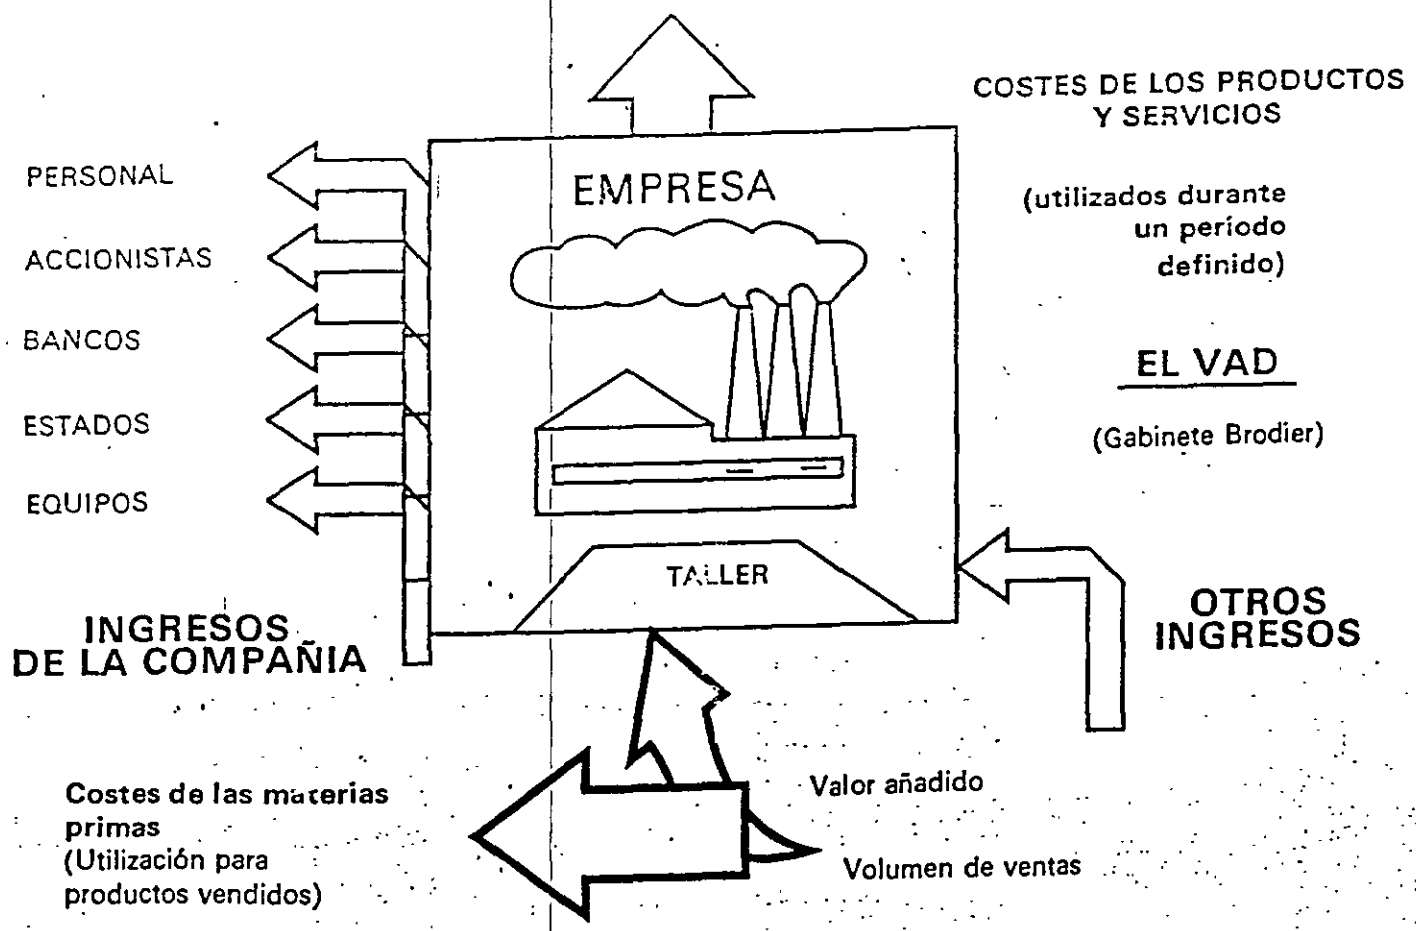 COSTES DE LOS PRODUCTOS
Y SERVICIOS
(utilizados durante
un período
definido)
EL VAD
(Gabinete Brodier)
PERSONAL
ACCIONISTAS
BANCOS
ESTADOS
EQUIPOS
EMPRESA
TALLER
INGRESOS
DE LA COMPAÑIA
OTROS
INGRESOS
Costes de las materias
primas
(Utilización para
productos vendidos)
Valor añadido
Volumen de ventas